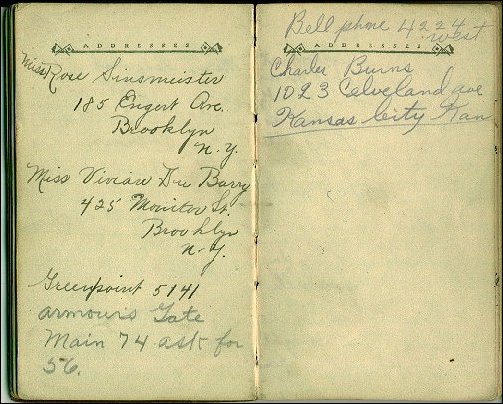 ADDRESSES
Miss Rose Sinsmeister
185 Engert Ave.
Brooklyn
N.Y.
Miss Vivian Du Barry
425 Monitor St.
Brooklyn
N.Y.
Greenpoint 5141
armours Gate
Main 74 ask for
56.
Bell phone 4224
west
ADDRESSES
Charles Burns
1023 Celveland ave
Kansas City Kan